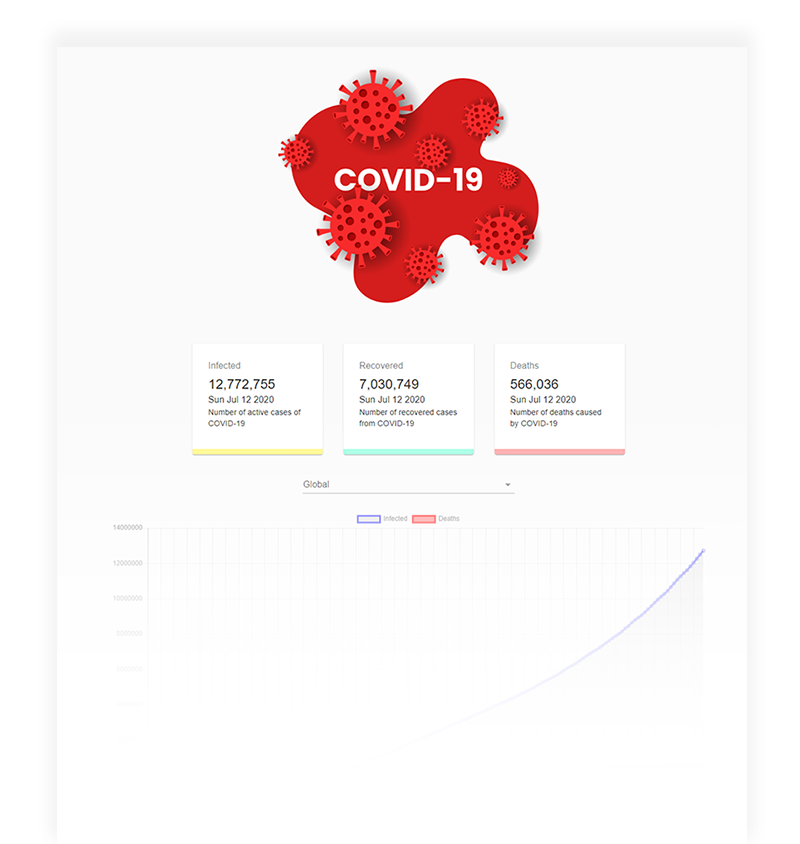 COVID-19
Infected
12,772,755
Sun Jul 12 2020
Number of active cases of
COVID-19
Recovered
7,030,749
Sun Jul 12 2020
Number of recovered cases
from COVID-19
Deaths
566,036
Sun Jul 12 2020
Number of deaths caused
by COVID-19
Global
Infected Deaths
14000000
12000000
10000000
8000000